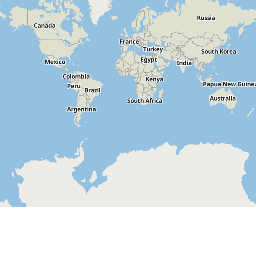 Russia
Canada
France
Turkey
South Korea
Mexico
Egypt
India
Colombia
Kenya
Peru
Brazil
Papua New Guinea
Australia
South Africa
Argentina